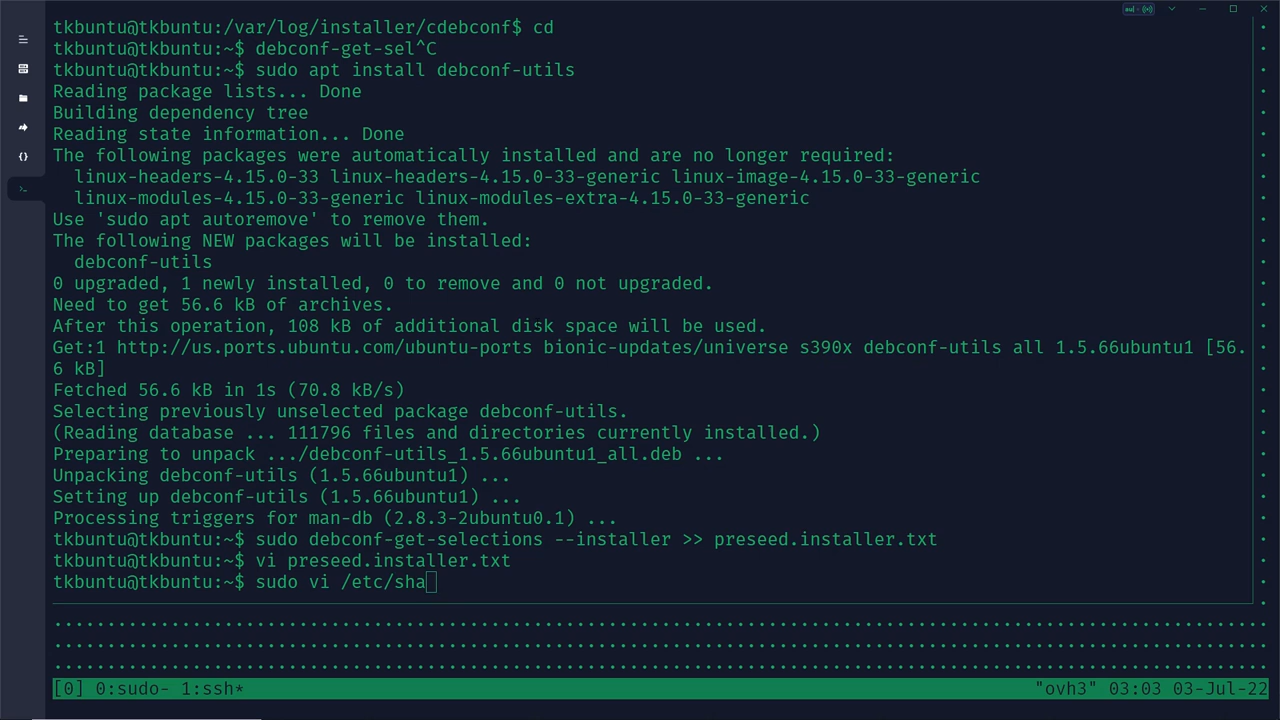 tkbuntu@tkbuntu:/var/log/installer/cdebconf$ cd
tkbuntu@tkbuntu:~$ debconf-get-sel^C
tkbuntu@tkbuntu:~$ sudo apt install debconf-utils
Reading package lists... Done
Building dependency tree
Reading state information... Done
The following packages were automatically installed and are no longer required:
  linux-headers-4.15.0-33 linux-headers-4.15.0-33-generic linux-image-4.15.0-33-generic
  linux-modules-4.15.0-33-generic linux-modules-extra-4.15.0-33-generic
Use 'sudo apt autoremove' to remove them.
The following NEW packages will be installed:
  debconf-utils
0 upgraded, 1 newly installed, 0 to remove and 0 not upgraded.
Need to get 56.6 kB of archives.
After this operation, 108 kB of additional disk space will be used.
Get:1 http://us.ports.ubuntu.com/ubuntu-ports bionic-updates/universe s390x debconf-utils all 1.5.66ubuntu1 [56.
6 kB]
Fetched 56.6 kB in 1s (70.8 kB/s)
Selecting previously unselected package debconf-utils.
(Reading database ... 111796 files and directories currently installed.)
Preparing to unpack .../debconf-utils_1.5.66ubuntu1_all.deb ...
Unpacking debconf-utils (1.5.66ubuntu1) ...
Setting up debconf-utils (1.5.66ubuntu1) ...
Processing triggers for man-db (2.8.3-2ubuntu0.1) ...
tkbuntu@tkbuntu:~$ sudo debconf-get-selections --installer >> preseed.installer.txt
tkbuntu@tkbuntu:~$ vi preseed.installer.txt
tkbuntu@tkbuntu:~$ sudo vi /etc/sha
[0] 0:sudo- 1:ssh* "ovh3" 03:03 03-Jul-22